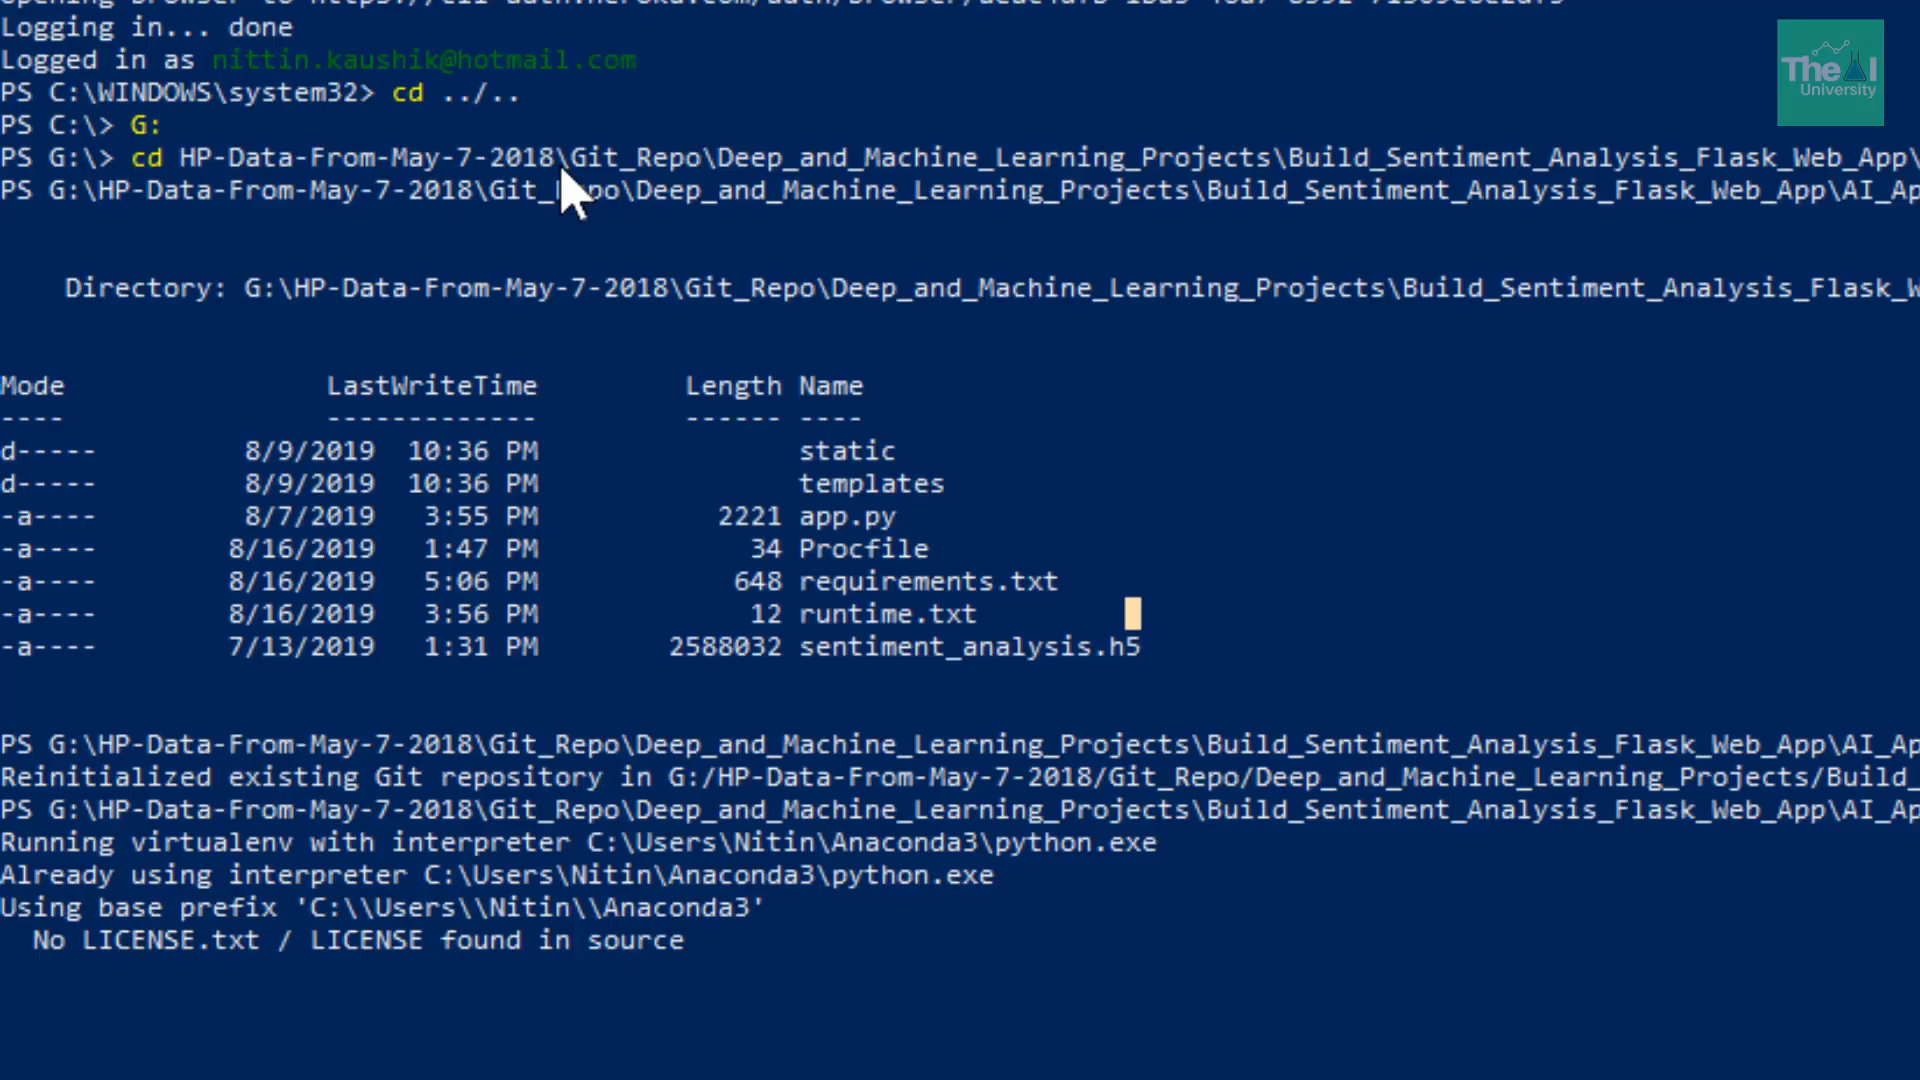 Logging in... done
Logged in as nittin.kaushik@hotmail.com
PS C:\WINDOWS\system32> cd ../..
PS C:\> G:
PS G:\> cd HP-Data-From-May-7-2018\Git_Repo\Deep_and_Machine_Learning_Projects\Build_Sentiment_Analysis_Flask_Web_App\
PS G:\HP-Data-From-May-7-2018\Git_Repo\Deep_and_Machine_Learning_Projects\Build_Sentiment_Analysis_Flask_Web_App\AI_Ap
Directory: G:\HP-Data-From-May-7-2018\Git_Repo\Deep_and_Machine_Learning_Projects\Build_Sentiment_Analysis_Flask_W
Mode LastWriteTime Length Name
---- ------------- ------ ----
d----- 8/9/2019 10:36 PM static
d----- 8/9/2019 10:36 PM templates
-a---- 8/7/2019 3:55 PM 2221 app.py
-a---- 8/16/2019 1:47 PM 34 Procfile
-a---- 8/16/2019 5:06 PM 648 requirements.txt
-a---- 8/16/2019 3:56 PM 12 runtime.txt
-a---- 7/13/2019 1:31 PM 2588032 sentiment_analysis.h5
PS G:\HP-Data-From-May-7-2018\Git_Repo\Deep_and_Machine_Learning_Projects\Build_Sentiment_Analysis_Flask_Web_App\AI_Ap
Reinitialized existing Git repository in G:/HP-Data-From-May-7-2018/Git_Repo/Deep_and_Machine_Learning_Projects/Build_
PS G:\HP-Data-From-May-7-2018\Git_Repo\Deep_and_Machine_Learning_Projects\Build_Sentiment_Analysis_Flask_Web_App\AI_Ap
Running virtualenv with interpreter C:\Users\Nitin\Anaconda3\python.exe
Already using interpreter C:\Users\Nitin\Anaconda3\python.exe
Using base prefix 'C:\\Users\\Nitin\\Anaconda3'
No LICENSE.txt / LICENSE found in source
The AI
University